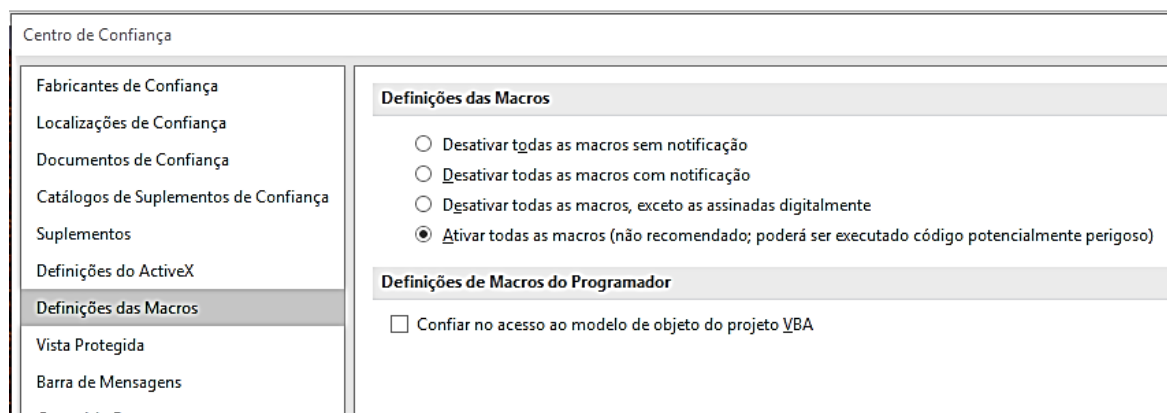 Centro de Confiança
Fabricantes de Confiança
Localizações de Confiança
Documentos de Confiança
Catálogos de Suplementos de Confiança
Suplementos
Definições do ActiveX
Definições das Macros
Vista Protegida
Barra de Mensagens
Definições das Macros
Desativar todas as macros sem notificação
Desativar todas as macros com notificação
Desativar todas as macros, exceto as assinadas digitalmente
Ativar todas as macros (não recomendado; poderá ser executado código potencialmente perigoso)
Definições de Macros do Programador
Confiar no acesso ao modelo de objeto do projeto VBA